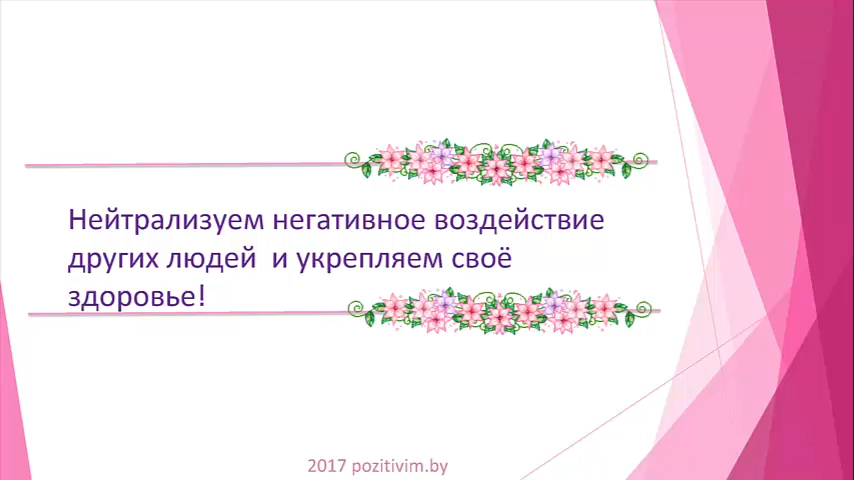 Нейтрализуем негативное воздействие
других людей и укрепляем своё
здоровье!
2017 pozitivim.by